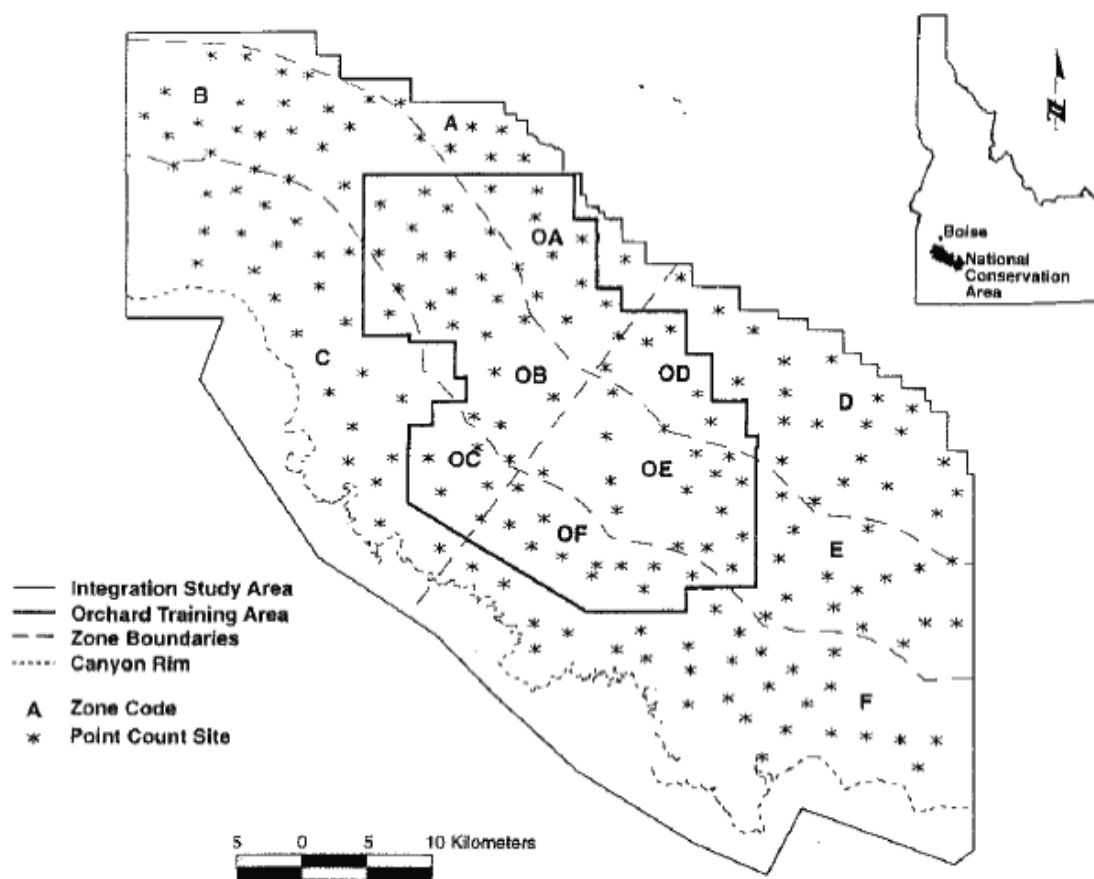 B
A
OA
C
OB
OD
D
OC
OE
OF
E
F
N
Boise
National
Conservation
Area
Integration Study Area
Orchard Training Area
Zone Boundaries
Canyon Rim
A Zone Code
* Point Count Site
5 0 5 10 Kilometers